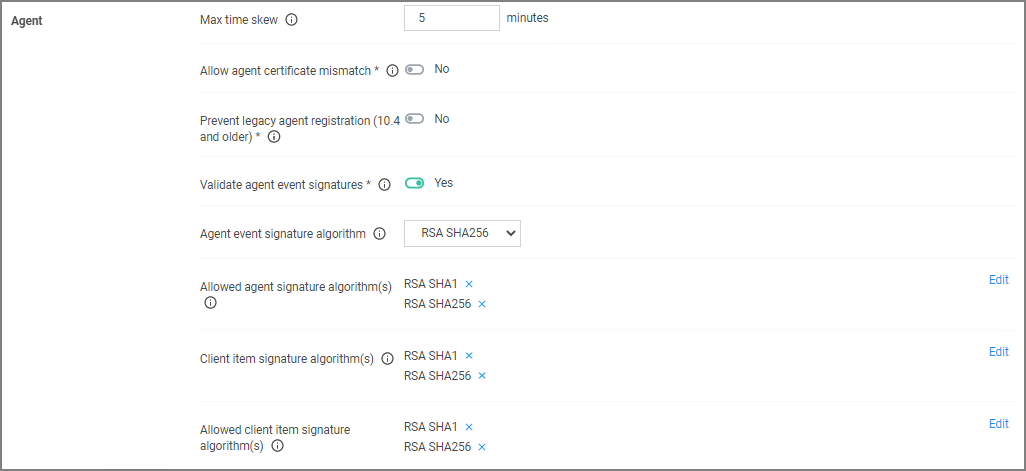 Agent
Max time skew
5
minutes
Allow agent certificate mismatch *
No
Prevent legacy agent registration (10.4
and older) *
No
Validate agent event signatures *
Yes
Agent event signature algorithm
RSA SHA256
Allowed agent signature algorithm(s)
RSA SHA1 ×
RSA SHA256 ×
Edit
Client item signature algorithm(s)
RSA SHA1 ×
RSA SHA256 ×
Edit
Allowed client item signature
algorithm(s)
RSA SHA1 ×
RSA SHA256 ×
Edit